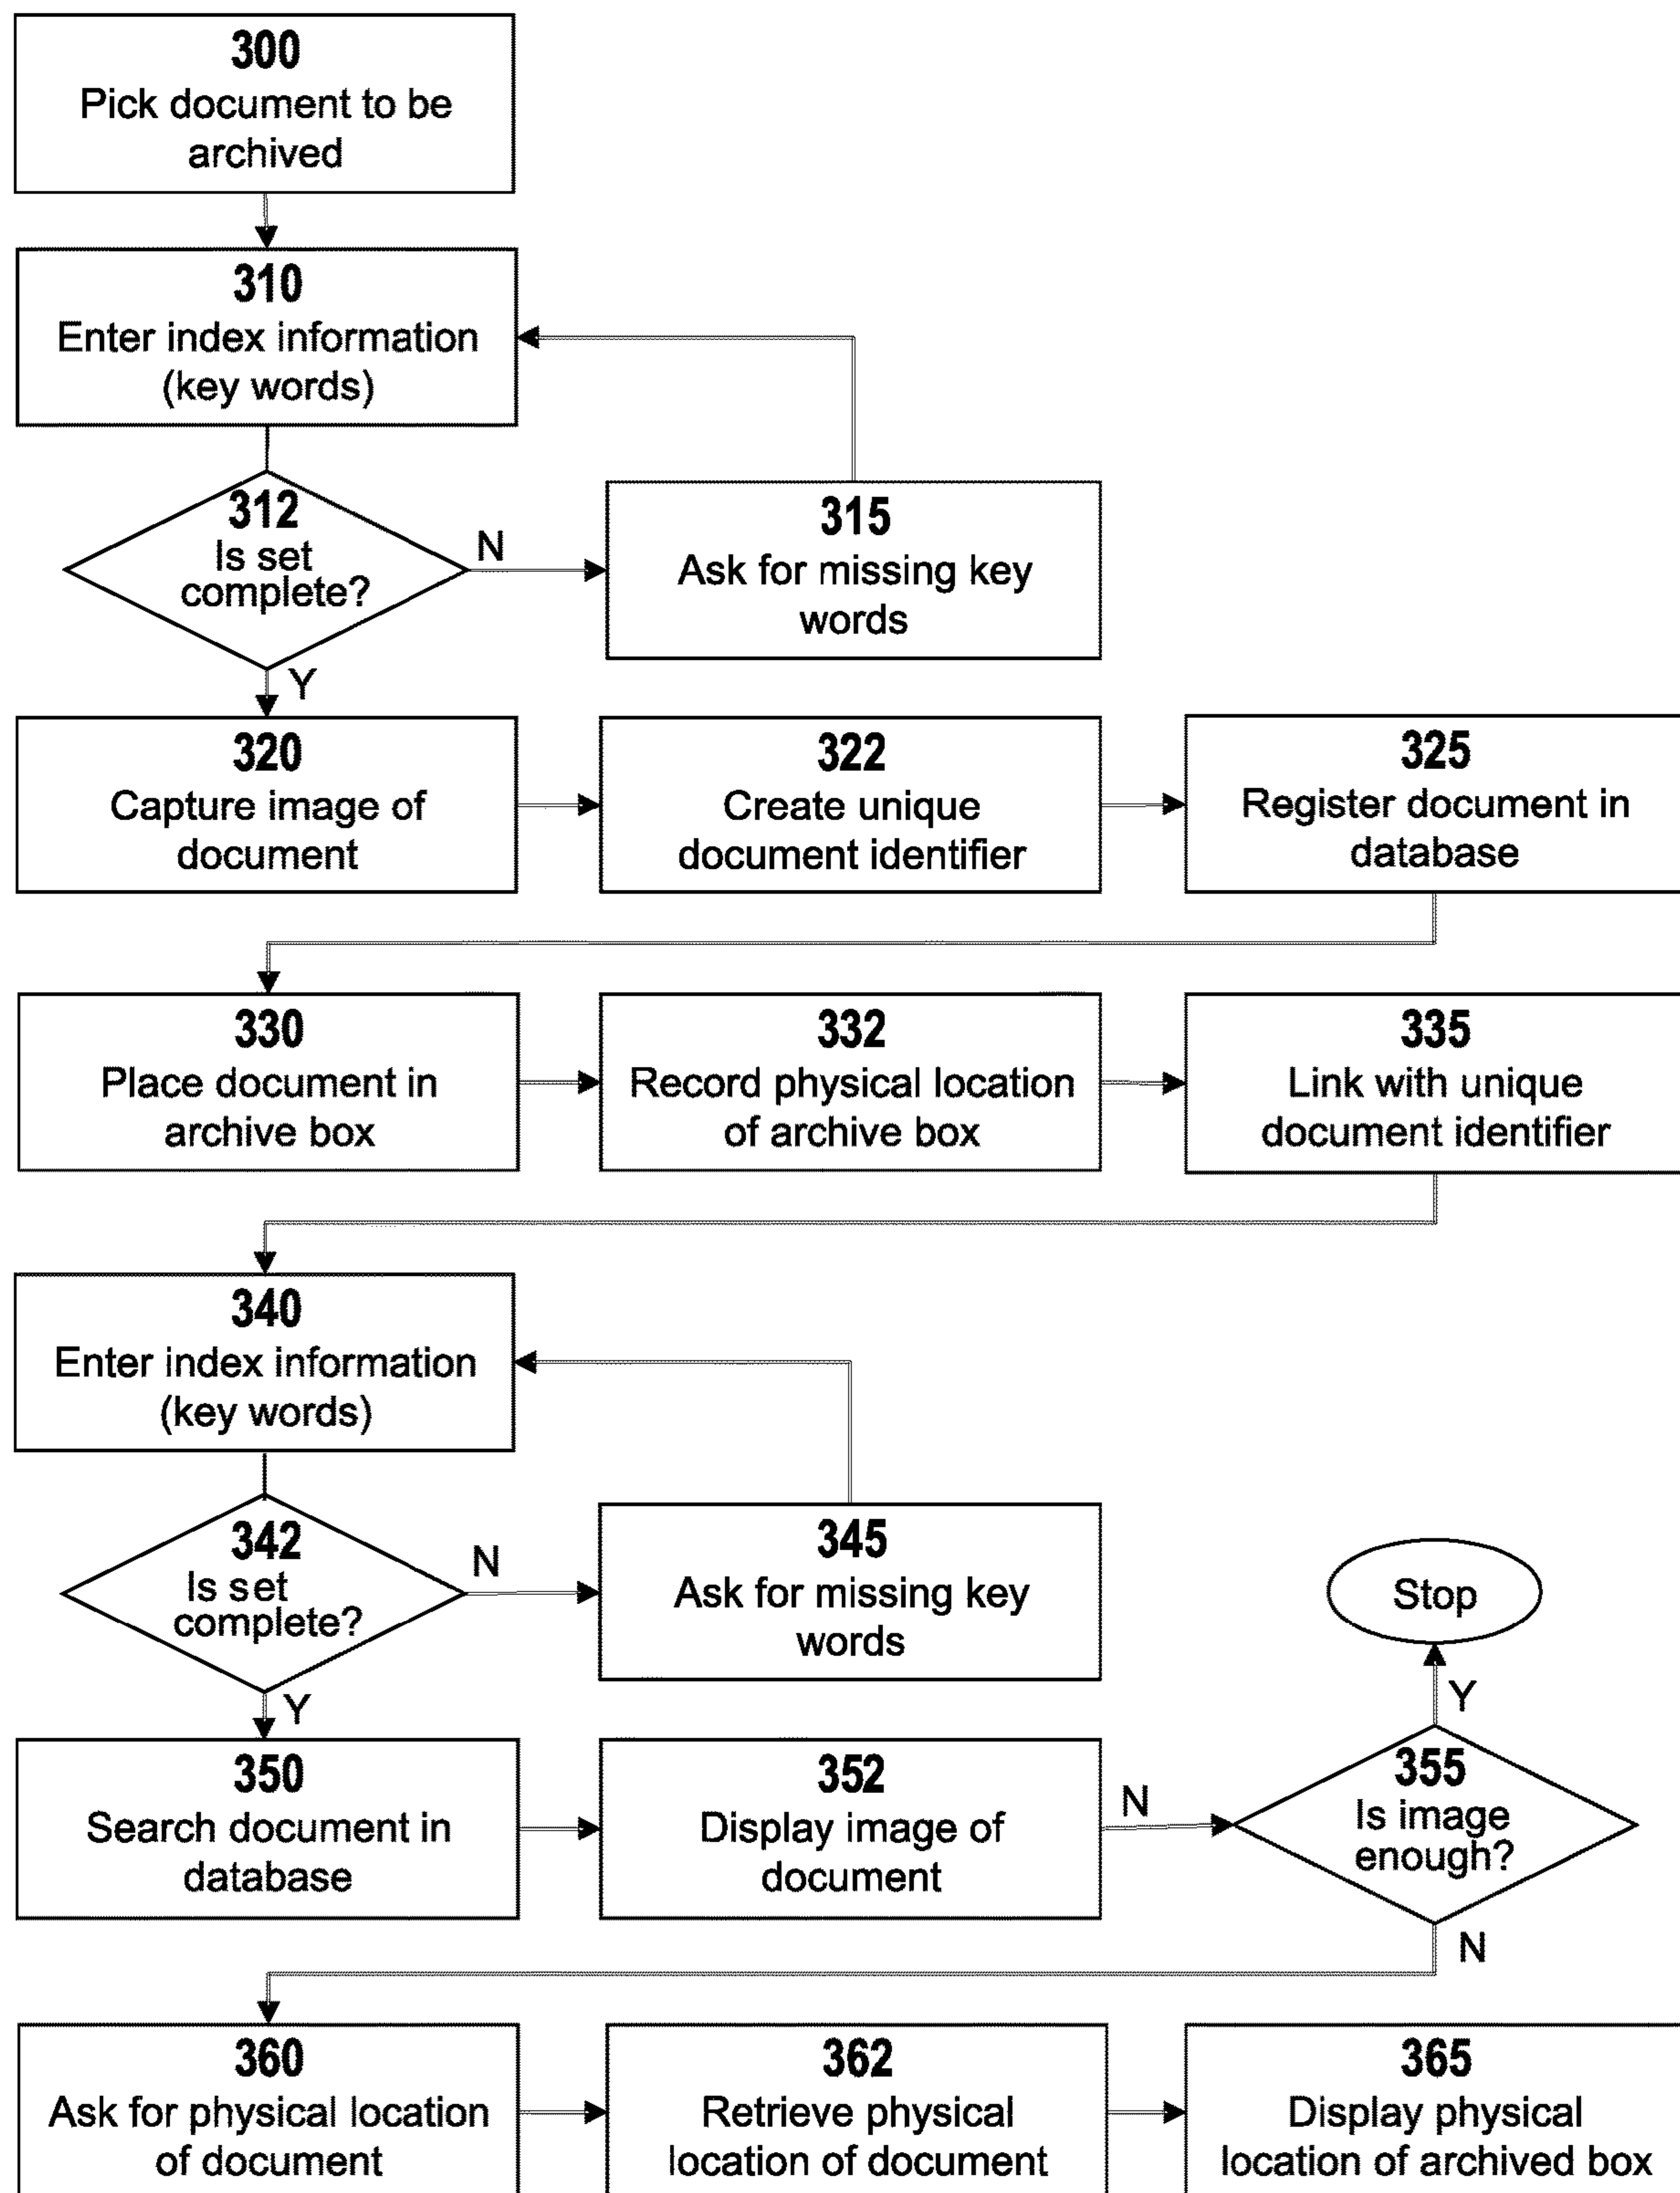 300
Pick document to be
archived
310
Enter index information
(key words)
312
Is set
complete?
N
315
Ask for missing key
words
Y
320
Capture image of
document
322
Create unique
document identifier
325
Register document in
database
330
Place document in
archive box
332
Record physical location
of archive box
335
Link with unique
document identifier
340
Enter index information
(key words)
342
Is set
complete?
N
345
Ask for missing key
words
Stop
Y
Y
350
Search document in
database
352
Display image of
document
N
355
Is image
enough?
N
360
Ask for physical location
of document
362
Retrieve physical
location of document
365
Display physical
location of archived box